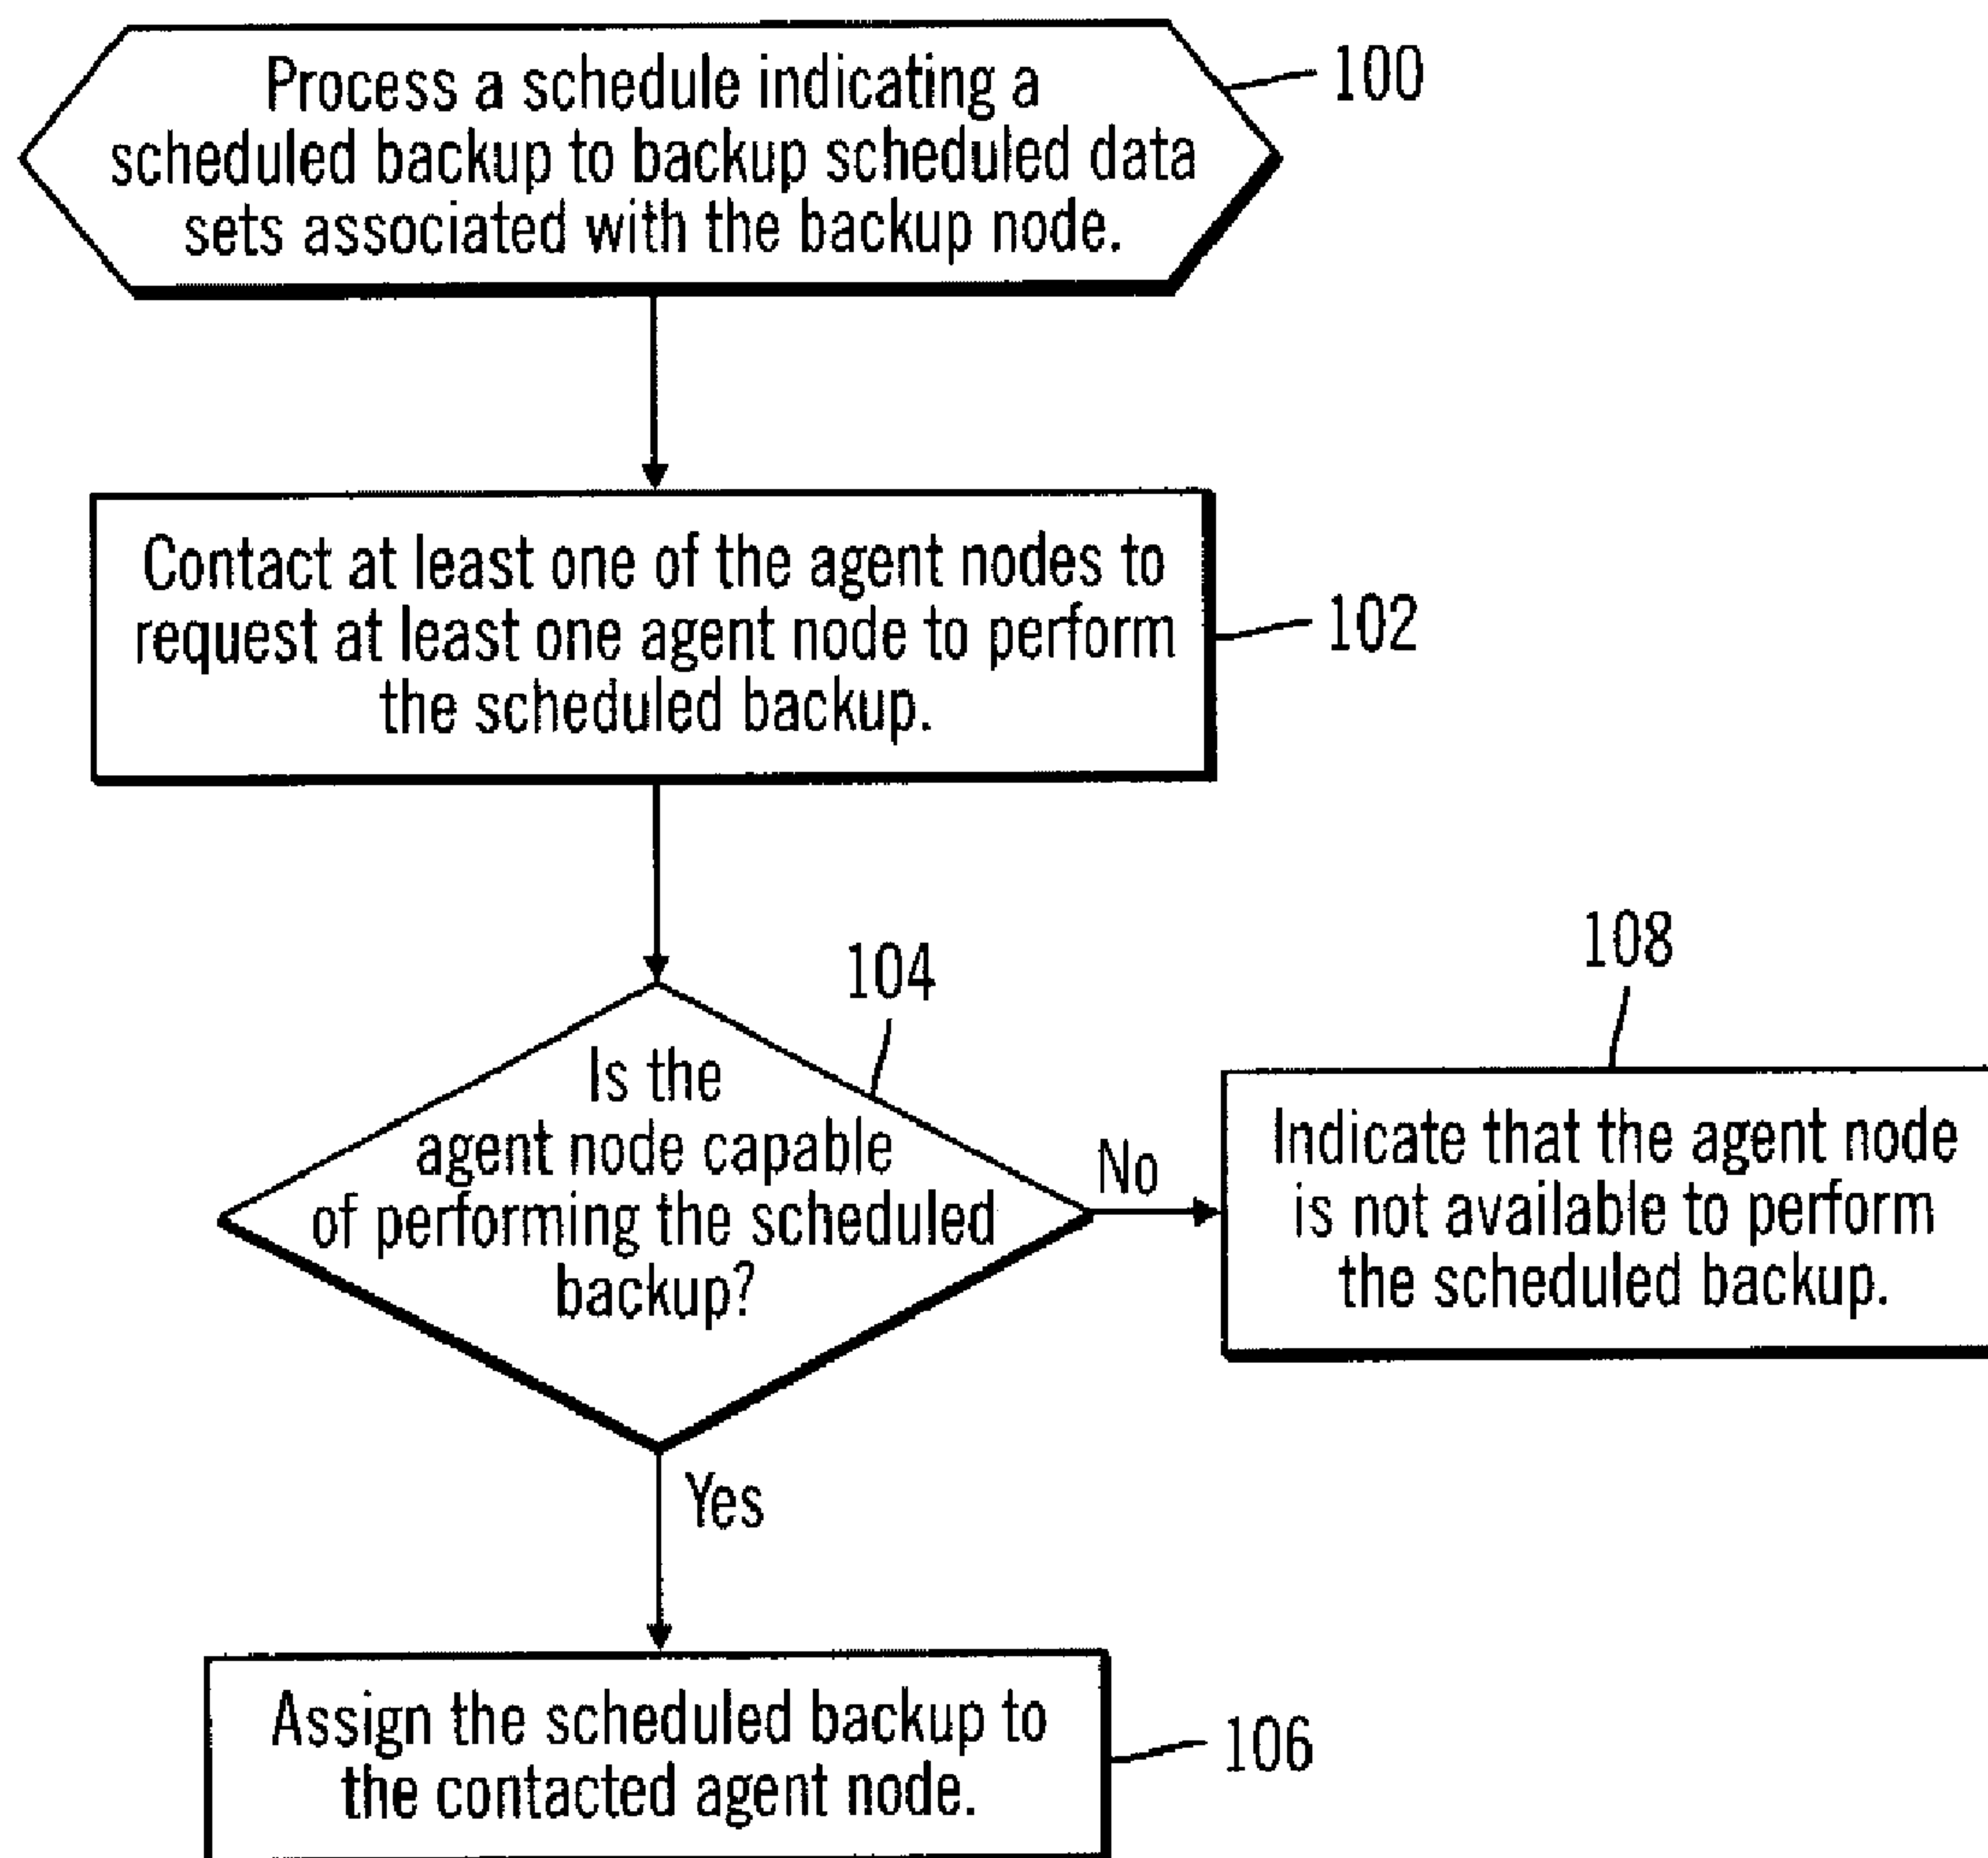 Process a schedule indicating a
scheduled backup to backup scheduled data
sets associated with the backup node.
100
Contact at least one of the agent nodes to
request at least one agent node to perform
the scheduled backup.
102
104
Is the
agent node capable
of performing the scheduled
backup?
No
108
Indicate that the agent node
is not available to perform
the scheduled backup.
Yes
Assign the scheduled backup to
the contacted agent node.
106